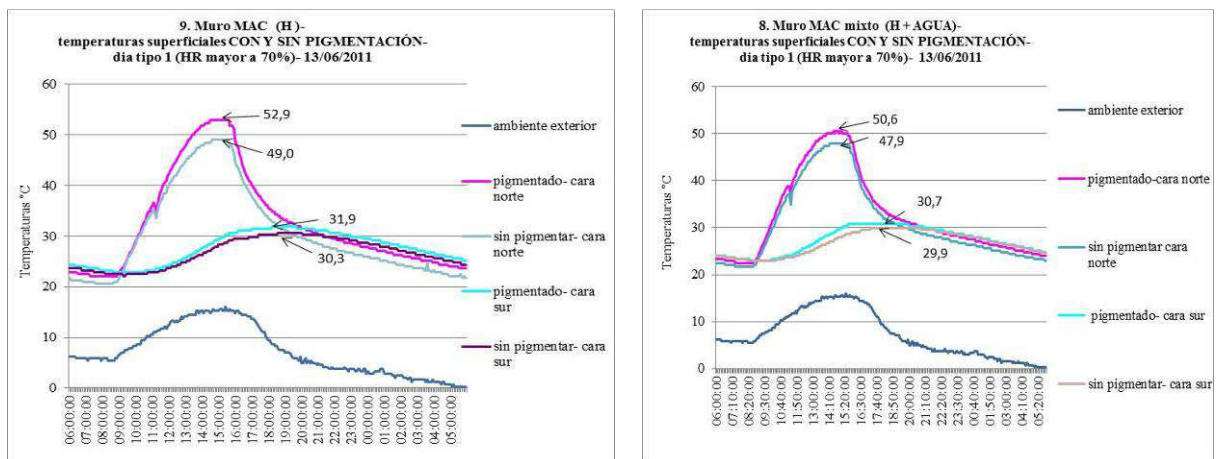 9. Muro MAC (H )-
temperaturas superficiales CON Y SIN PIGMENTACIÓN-
dia tipo 1 (HR mayor a 70%)- 13/06/2011
Temperaturas °C
60
50
40
30
20
10
0
52,9
49,0
31,9
30,3
06:00:00
07:00:00
08:00:00
09:00:00
10:00:00
11:00:00
12:00:00
13:00:00
14:00:00
15:00:00
16:00:00
17:00:00
18:00:00
19:00:00
20:00:00
21:00:00
22:00:00
23:00:00
00:00:00
01:00:00
02:00:00
03:00:00
04:00:00
05:00:00
ambiente exterior
pigmentado- cara
norte
sin pigmentar- cara
norte
pigmentado- cara
sur
sin pigmentar- cara
sur
8. Muro MAC mixto (H + AGUA)-
temperaturas superficiales CON Y SIN PIGMENTACIÓN-
dia tipo 1 (HR mayor a 70%)- 13/06/2011
Temperaturas °C
60
50
40
30
20
10
0
50,6
47,9
30,7
29,9
06:00:00
07:10:00
08:20:00
09:30:00
10:40:00
11:50:00
13:00:00
14:10:00
15:20:00
16:30:00
17:40:00
18:50:00
20:00:00
21:10:00
22:20:00
23:30:00
00:40:00
01:50:00
03:00:00
04:10:00
05:20:00
ambiente exterior
pigmentado-cara norte
sin pigmentar cara
norte
pigmentado- cara sur
sin pigmentar- cara sur